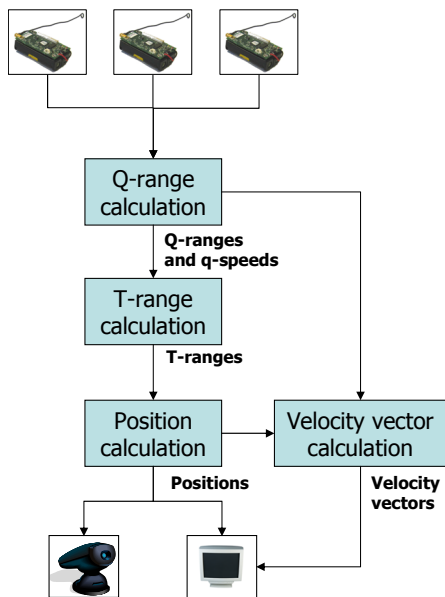 Q-range
calculation
Q-ranges
and q-speeds
T-range
calculation
T-ranges
Position
calculation
Velocity vector
calculation
Positions
Velocity
vectors